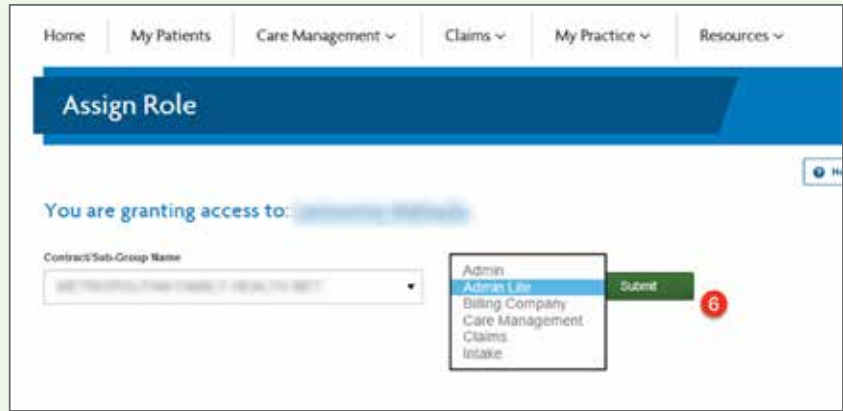 Home My Patients Care Management Claims My Practice Resources
Assign Role
You are granting access to:
Contract/Sub-Group Name
Admin
Admin Lite Submit
6
Billing Company
Care Management
Claims
Intake